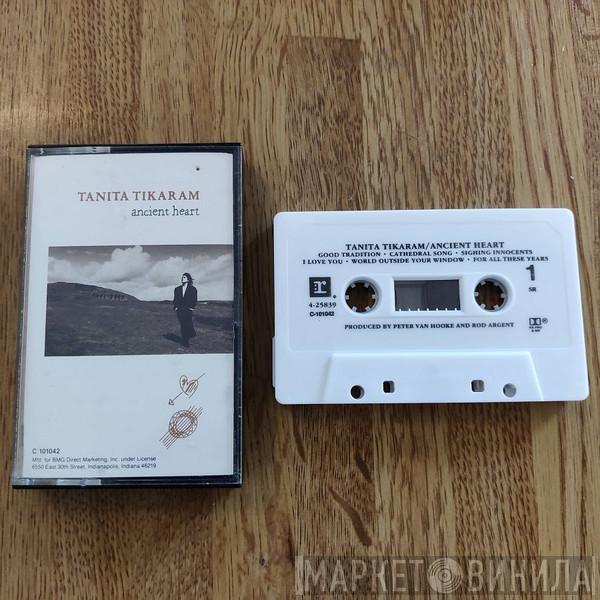 TANITA TIKARAM
ancient heart
C 101042
Mfd. for BMG Direct Marketing, Inc. under License
6550 East 30th Street, Indianapolis, Indiana 46219
TANITA TIKARAM/ANCIENT HEART
GOOD TRADITION • CATHEDRAL SONG • SIGHING INNOCENTS
I LOVE YOU • WORLD OUTSIDE YOUR WINDOW • FOR ALL THESE YEARS
r
1
SR
4-25839
C-101042
PRODUCED BY PETER VAN HOOKE AND ROD ARGENT
МАРКЕТ ВИНИЛА